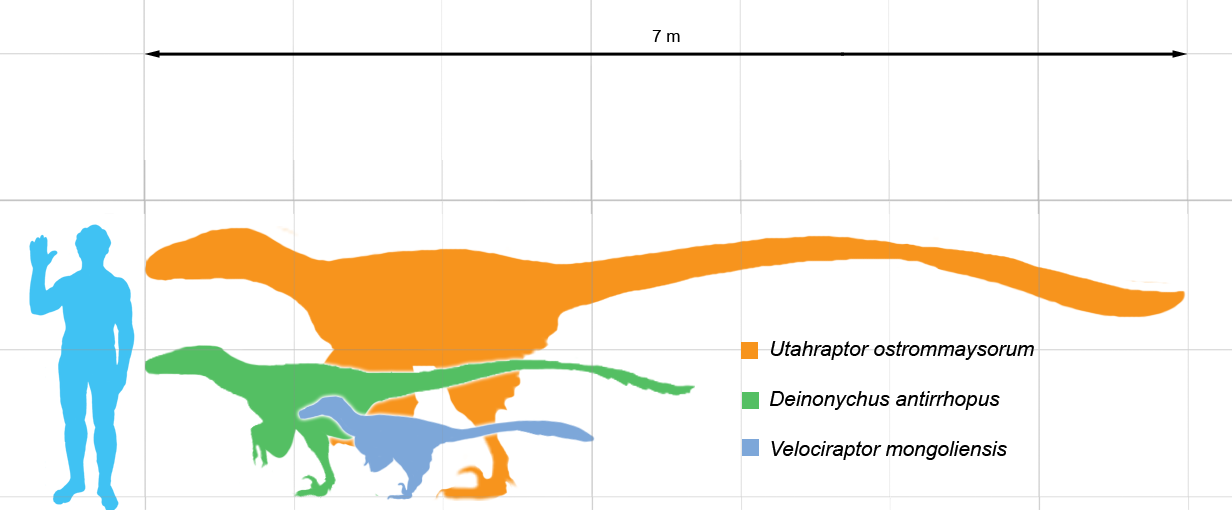 7 m
Utahraptor ostrommaysorum
Deinonychus antirrhopus
Velociraptor mongoliensis